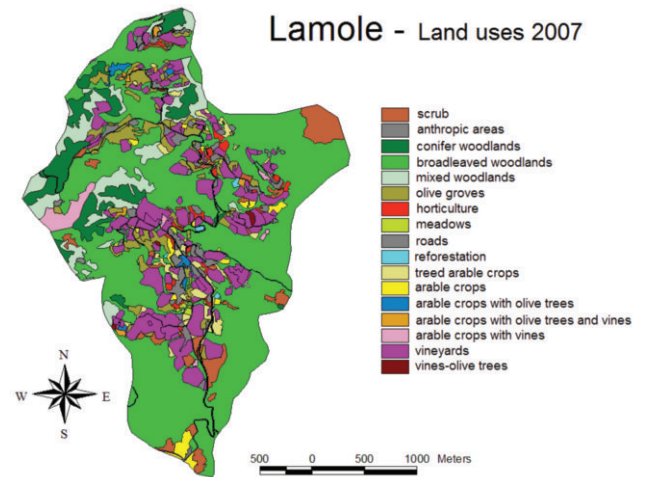 Lamole - Land uses 2007
scrub
anthropic areas
conifer woodlands
broadleaved woodlands
mixed woodlands
olive groves
horticulture
meadows
roads
reforestation
treed arable crops
arable crops
arable crops with olive trees
arable crops with olive trees and vines
arable crops with vines
vineyards
vines-olive trees
N
W E
S
500 0 500 1000 Meters